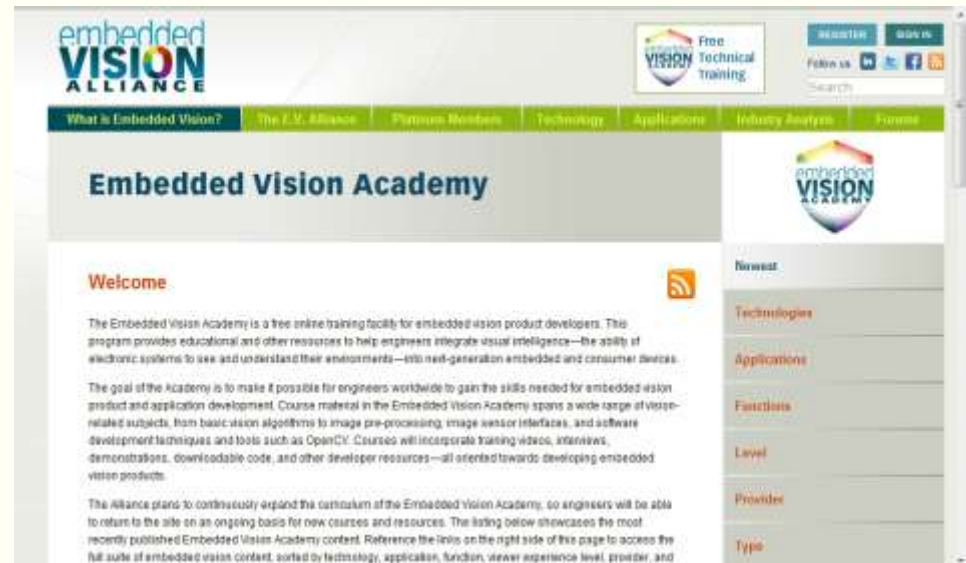 embedded
VISION
ALLIANCE
embedded
VISION
Free
Technical
Training
REGISTER SIGN IN
Follow us
Search
What is Embedded Vision? The E.V. Alliance Platinum Members Technology Applications Industry Analysis Forums
Embedded Vision Academy
embedded
VISION
ACADEMY
Welcome
The Embedded Vision Academy is a free online training facility for embedded vision product developers. This
program provides educational and other resources to help engineers integrate visual intelligence—the ability of
electronic systems to see and understand their environments—into next-generation embedded and consumer devices.
The goal of the Academy is to make it possible for engineers worldwide to gain the skills needed for embedded vision
product and application development. Course material in the Embedded Vision Academy spans a wide range of vision-
related subjects, from basic vision algorithms to image pre-processing, image sensor interfaces, and software
development techniques and tools such as OpenCV. Courses will incorporate training videos, interviews,
demonstrations, downloadable code, and other developer resources—all oriented towards developing embedded
vision products.
The Alliance plans to continuously expand the curriculum of the Embedded Vision Academy, so engineers will be able
to return to the site on an ongoing basis for new courses and resources. The listing below showcases the most
recently published Embedded Vision Academy content. Reference the links on the right side of this page to access the
full suite of embedded vision content, sorted by technology, application, function, viewer experience level, provider, and
Newest
Technologies
Applications
Functions
Level
Provider
Type